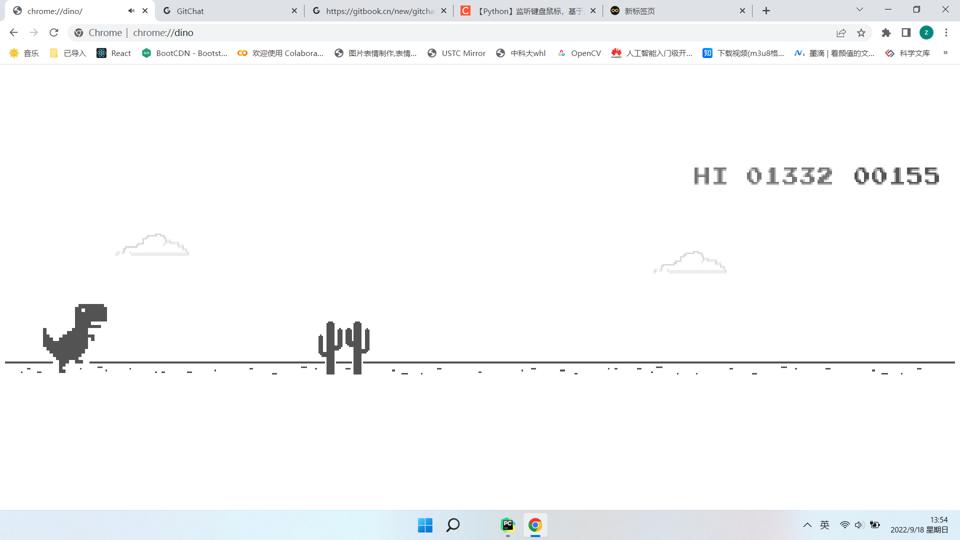 chrome://dino/
GitChat
https://gitbook.cn/new/gitcha
【Python】监听键盘鼠标，基于
新标签页
Chrome | chrome://dino
音乐
已导入
React
BootCDN - Bootst...
欢迎使用 Colabora...
图片表情制作,表情...
USTC Mirror
中科大whl
OpenCV
人工智能入门极开...
下载视频(m3u8格...
墨滴 | 看颜值的文...
科学文库
HI 01332 00155
英
13:54
2022/9/18 星期日